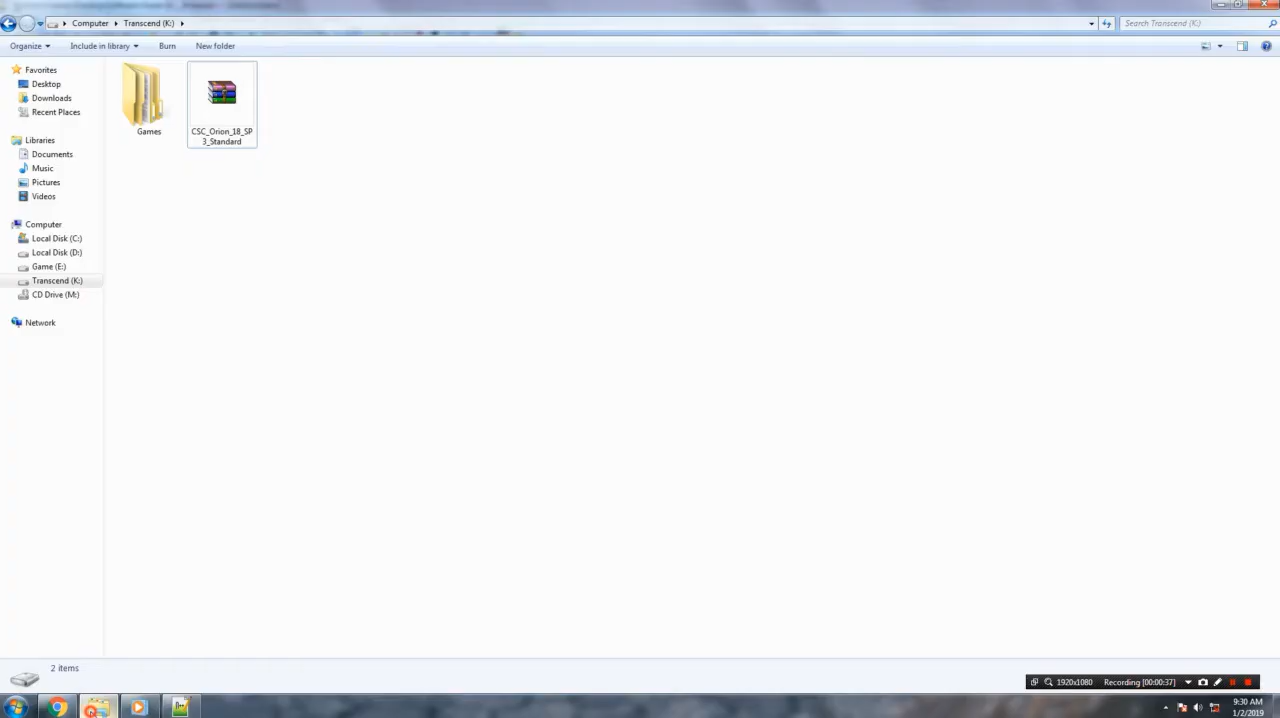 Computer Transcend (K:)
Search Transcend (K:)
Organize Include in library Burn New folder
Favorites
Desktop
Downloads
Recent Places
Libraries
Documents
Music
Pictures
Videos
Computer
Local Disk (C:)
Local Disk (D:)
Game (E:)
Transcend (K:)
CD Drive (M:)
Network
Games
CSC_Orion_18_SP
3_Standard
2 items
1920x1080 Recording [00:00:37]
9:30 AM
1/2/2019